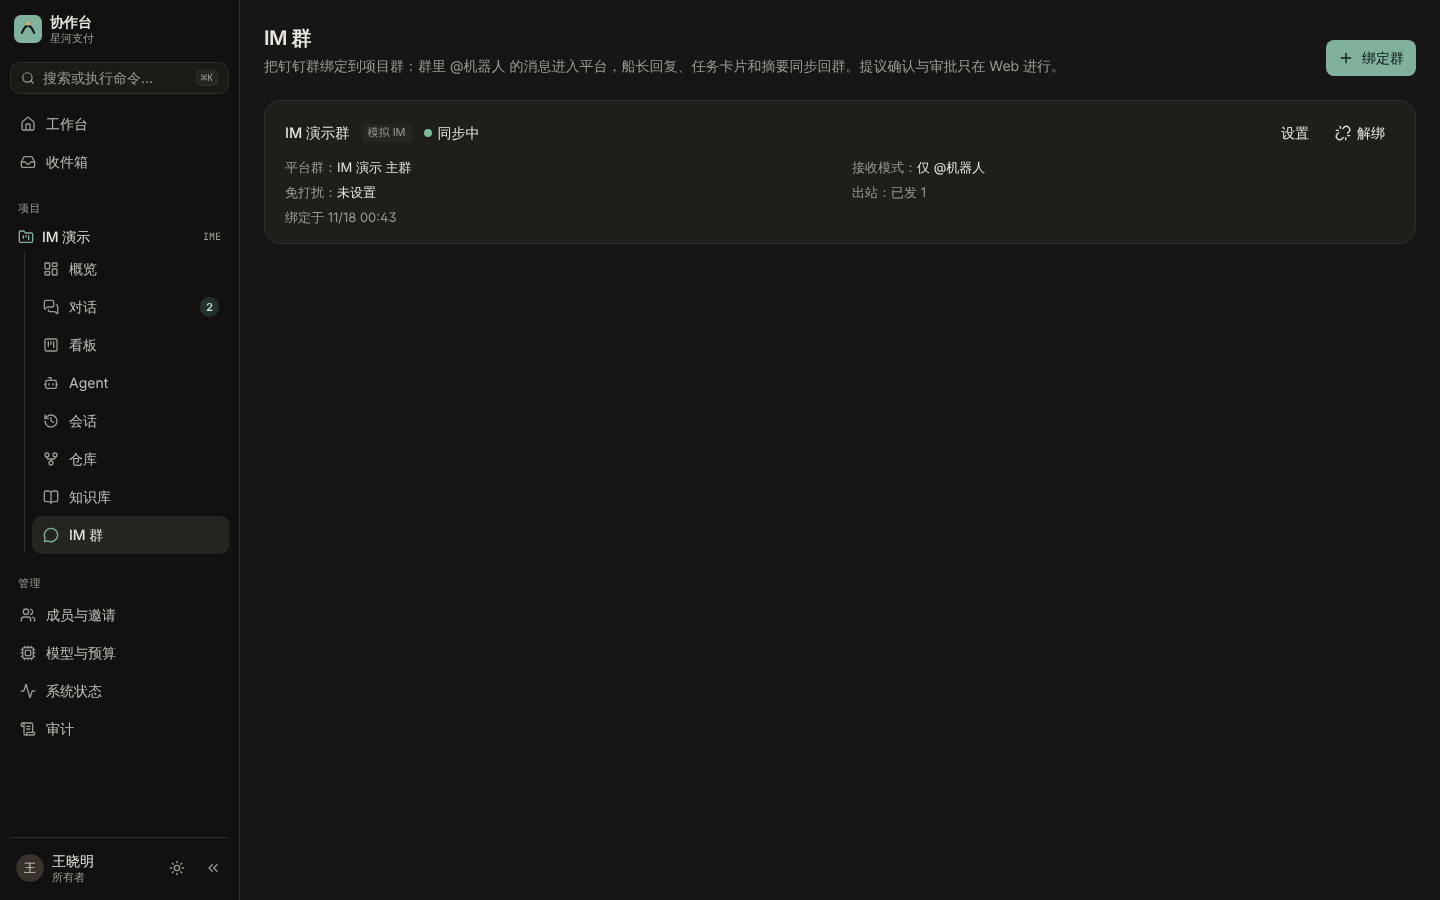 协作台
星河支付
搜索或执行命令... ⌘K
工作台
收件箱
项目
IM 演示 IME
概览
对话 2
看板
Agent
会话
仓库
知识库
IM 群
管理
成员与邀请
模型与预算
系统状态
审计
王 王晓明
所有者
IM 群
把钉钉群绑定到项目群：群里 @机器人 的消息进入平台，船长回复、任务卡片和摘要同步回群。提议确认与审批只在 Web 进行。
绑定群
IM 演示群 模拟 IM 同步中 设置 解绑
平台群：IM 演示 主群 接收模式：仅 @机器人
免打扰：未设置 出站：已发 1
绑定于 11/18 00:43